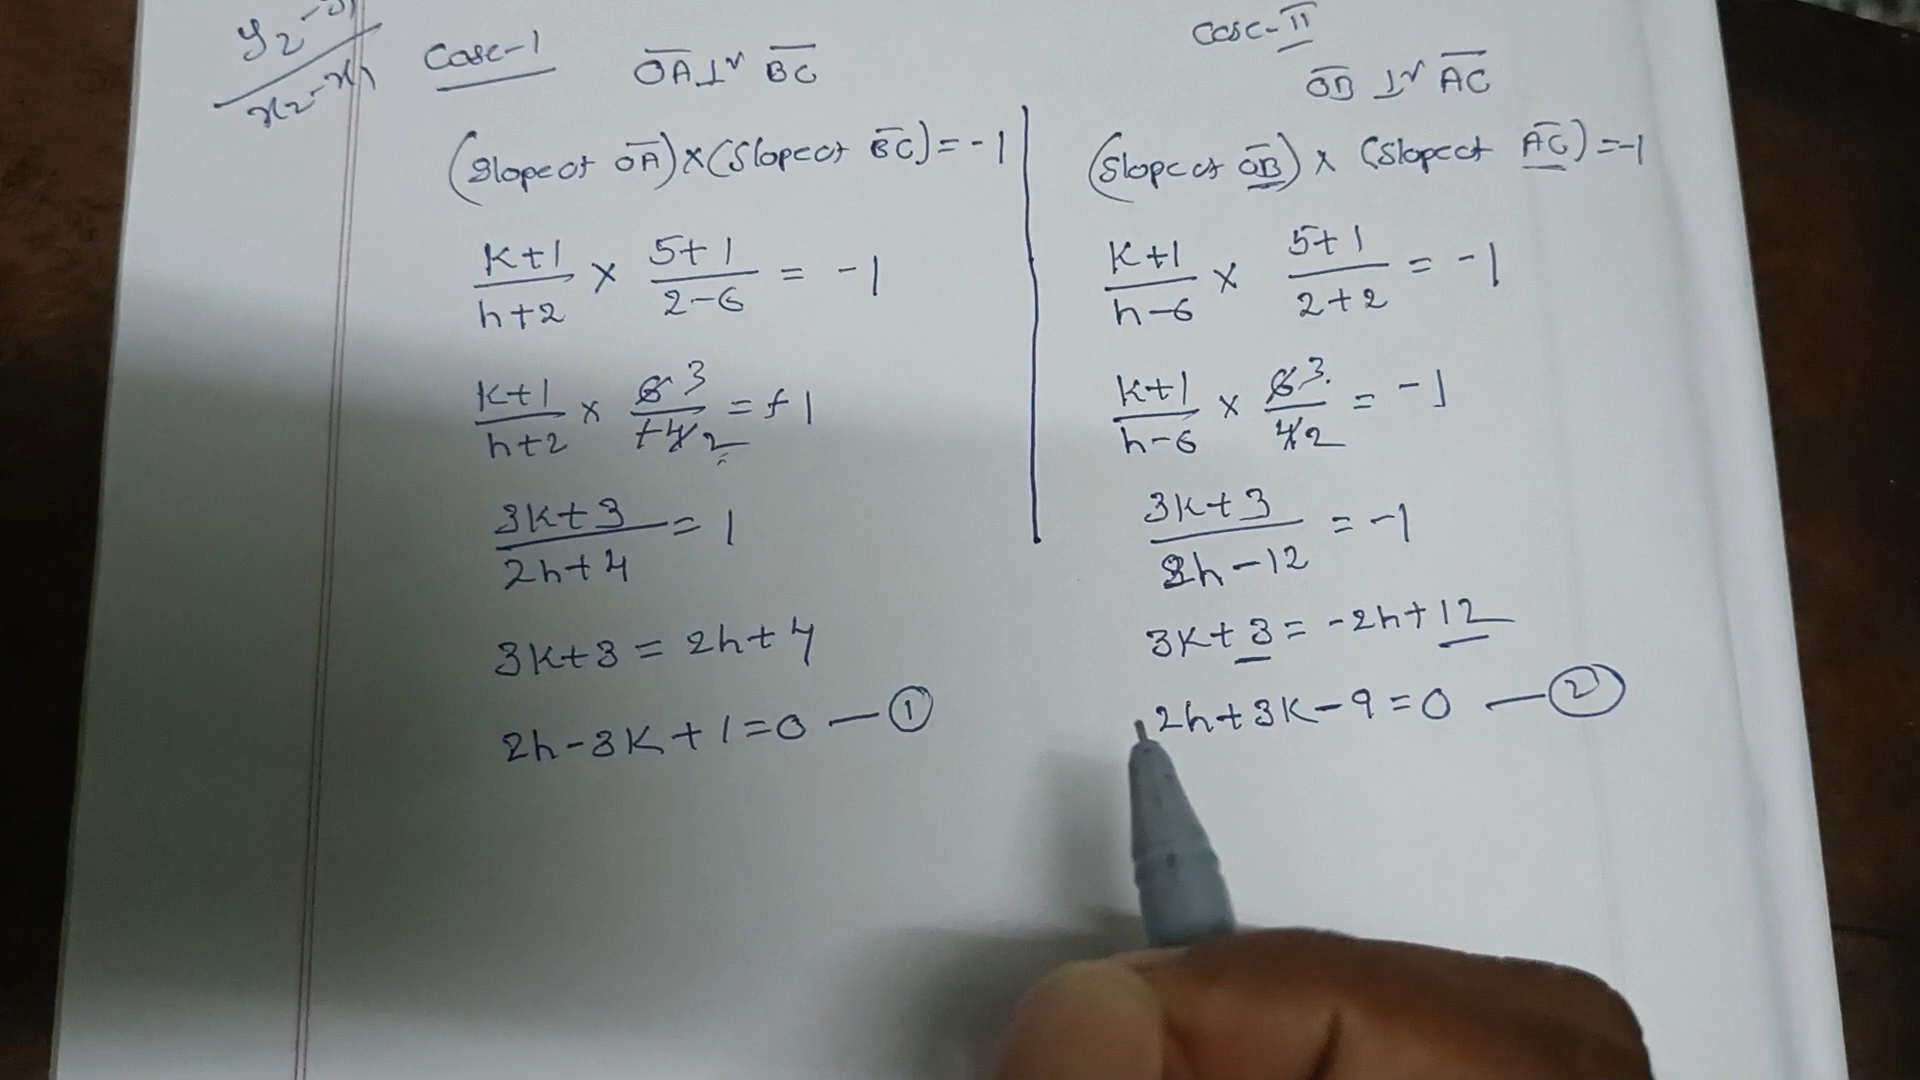 y2-y1
x2-x1
Case-1
OA ⊥r BC
(Slope of OA)×(Slope of BC)=-1
k+1/h+2 × 5+1/2-6 = -1
k+1/h+2 × 6 3/+4 2 = +1
3k+3/2h+4 = 1
3k+3 = 2h+4
2h-3k+1=0 — 1
Case-II
OB ⊥r AC
(Slope of OB) × (Slope of AC)=-1
k+1/h-6 × 5+1/2+2 = -1
k+1/h-6 × 6 3/4 2 = -1
3k+3/2h-12 = -1
3k+3 = -2h+12
2h+3k-9=0 — 2